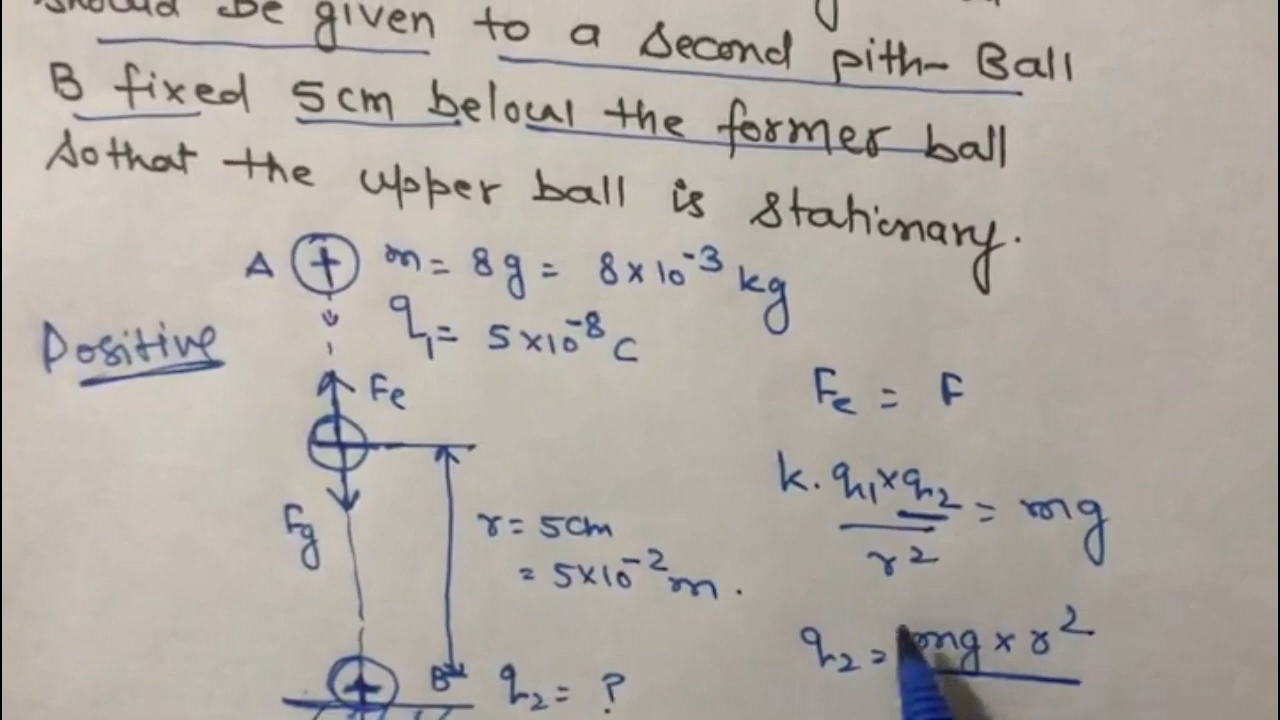 be given to a second pith- Ball
B fixed 5cm below the former ball
So that the upper ball is stationary.
A + m = 8g = 8×10⁻³ kg
q₁ = 5×10⁻⁸ C
Positive
Fe
Fe = F
k. q₁×q₂ / r² = mg
Fg
r = 5cm
= 5×10⁻² m.
q₂ = mg × r²
+ B q₂ = ?